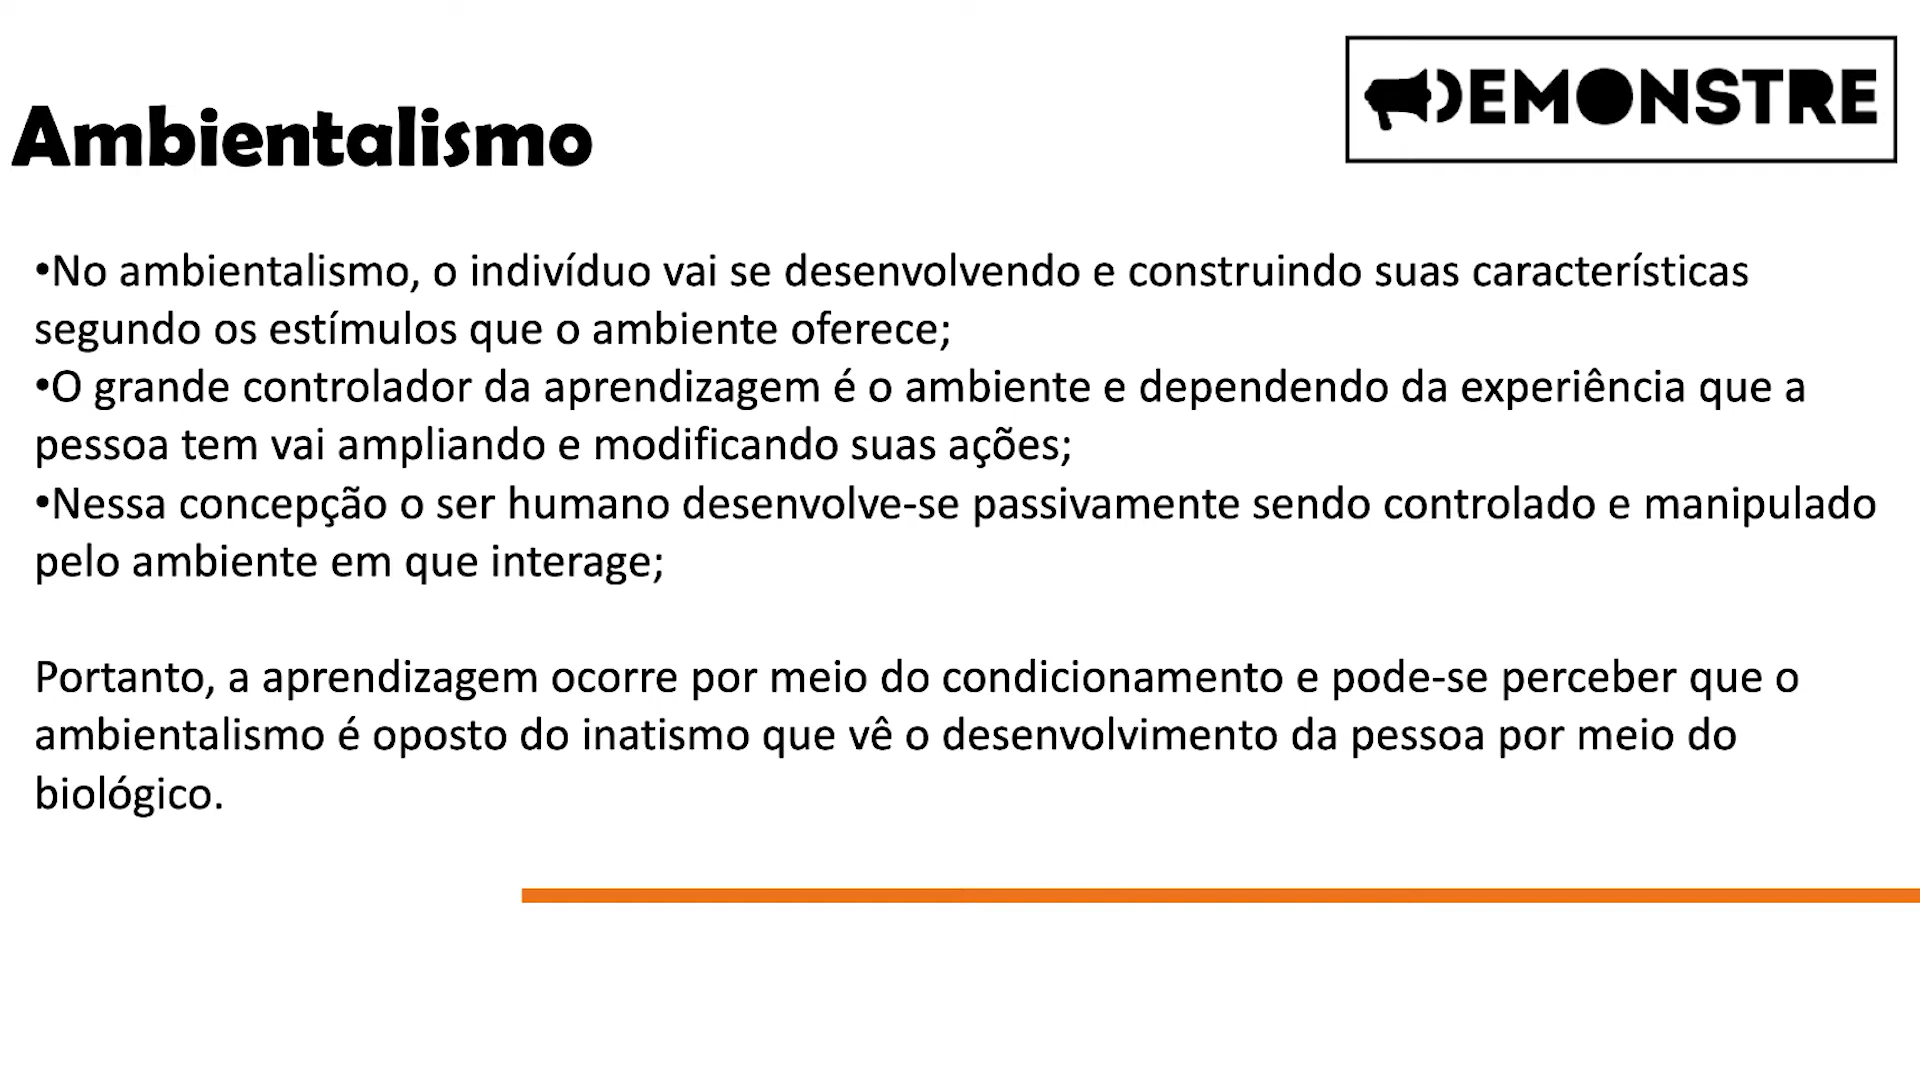 DEMONSTRE
Ambientalismo
•No ambientalismo, o indivíduo vai se desenvolvendo e construindo suas características
segundo os estímulos que o ambiente oferece;
•O grande controlador da aprendizagem é o ambiente e dependendo da experiência que a
pessoa tem vai ampliando e modificando suas ações;
•Nessa concepção o ser humano desenvolve-se passivamente sendo controlado e manipulado
pelo ambiente em que interage;
Portanto, a aprendizagem ocorre por meio do condicionamento e pode-se perceber que o
ambientalismo é oposto do inatismo que vê o desenvolvimento da pessoa por meio do
biológico.